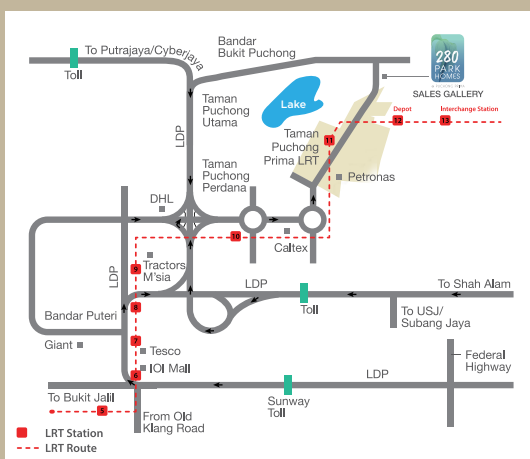 To Putrajaya/Cyberjaya
Bandar
Bukit Puchong
Toll
280
PARK
HOMES
SALES GALLERY
Taman
Puchong
Utama
Lake
LDP
Depot
Interchange Station
12
13
11
Taman
Puchong
Prima LRT
Taman
Puchong
Perdana
Petronas
DHL
10
Caltex
LDP
9
Tractors
M'sia
LDP
To Shah Alam
8
Bandar Puteri
Toll
To USJ/
Subang Jaya
Giant
7
Tesco
IOI Mall
6
LDP
Federal
Highway
To Bukit Jalil
5
Sunway
Toll
From Old
Klang Road
LRT Station
LRT Route